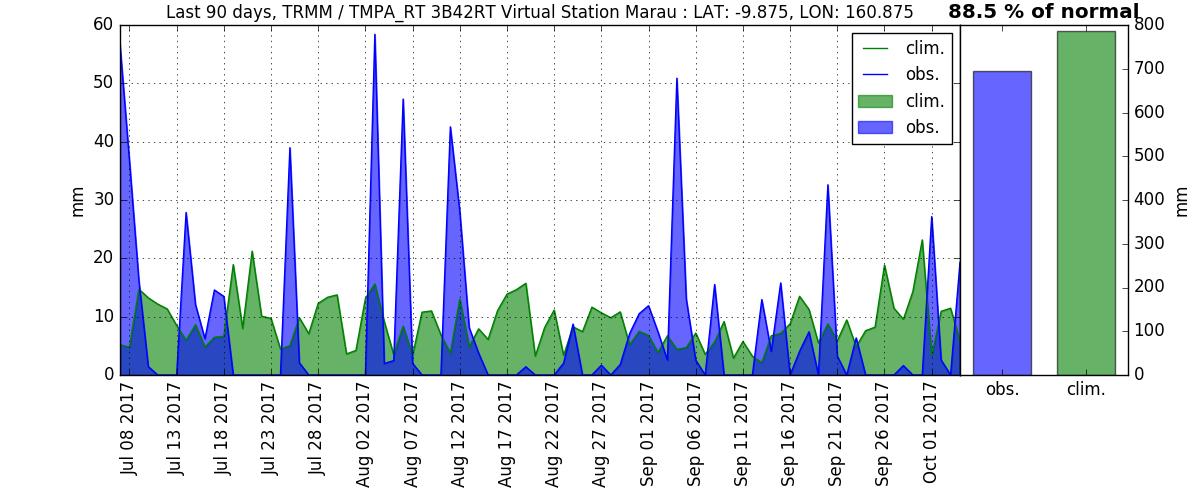 Last 90 days, TRMM / TMPA_RT 3B42RT Virtual Station Marau : LAT: -9.875, LON: 160.875
88.5 % of normal
60
50
40
30
20
10
0
mm
clim.
obs.
clim.
obs.
800
700
600
500
400
300
200
100
0
mm
Jul 08 2017
Jul 13 2017
Jul 18 2017
Jul 23 2017
Jul 28 2017
Aug 02 2017
Aug 07 2017
Aug 12 2017
Aug 17 2017
Aug 22 2017
Aug 27 2017
Sep 01 2017
Sep 06 2017
Sep 11 2017
Sep 16 2017
Sep 21 2017
Sep 26 2017
Oct 01 2017
obs.
clim.